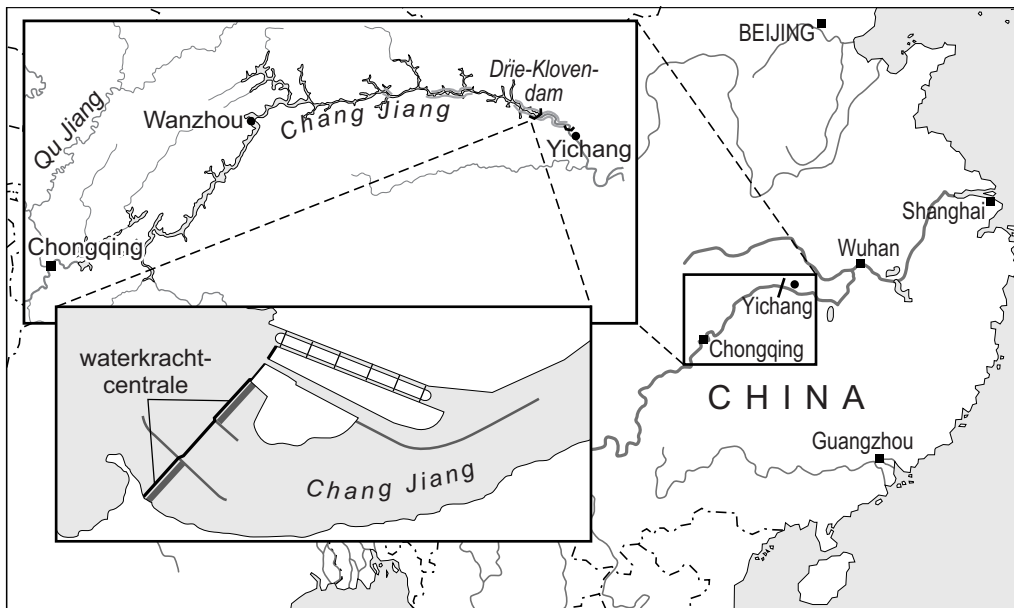 BEIJING
Drie-Kloven-
dam
Qu Jiang
Wanzhou
Chang Jiang
Yichang
Chongqing
Shanghai
Wuhan
Yichang
Chongqing
waterkracht-
centrale
CHINA
Guangzhou
Chang Jiang